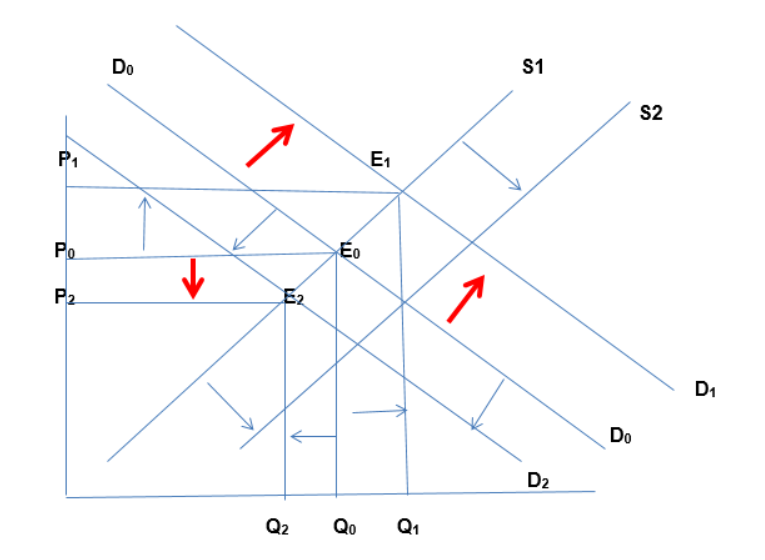 S1
D₀
S2
P₁
E₁
P₀
E₀
P₂
E₂
D₁
D₀
D₂
Q₂ Q₀ Q₁